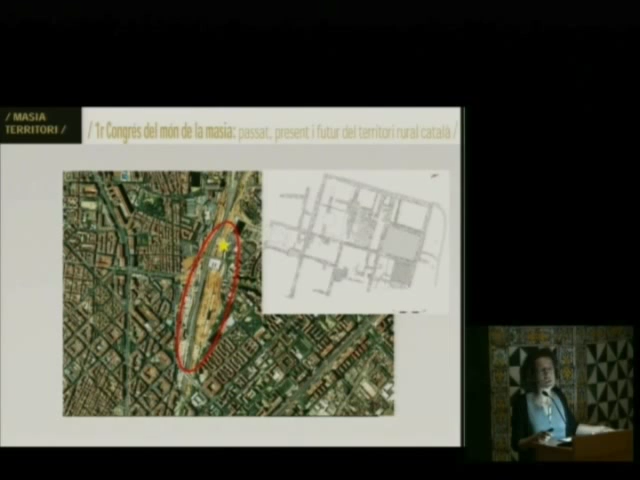 / MASIA
TERRITORI /
/ 1r Congrés del món de la masia: passat, present i futur del territori rural català /